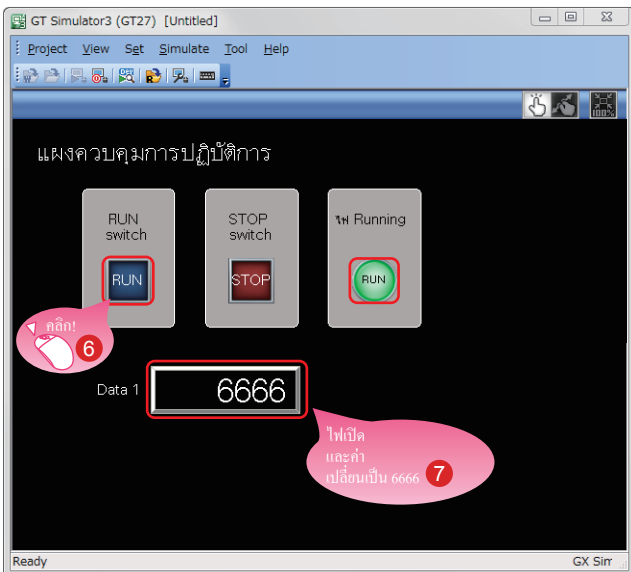 GT Simulator3 (GT27) [Untitled]
Project View Set Simulate Tool Help
100%
แผงควบคุมการปฏิบัติการ
RUN
switch
STOP
switch
ไฟ Running
RUN
STOP
RUN
คลิก!
6
Data 1
6666
ไฟเปิด
และค่า
เปลี่ยนเป็น 6666
7
Ready
GX Sim